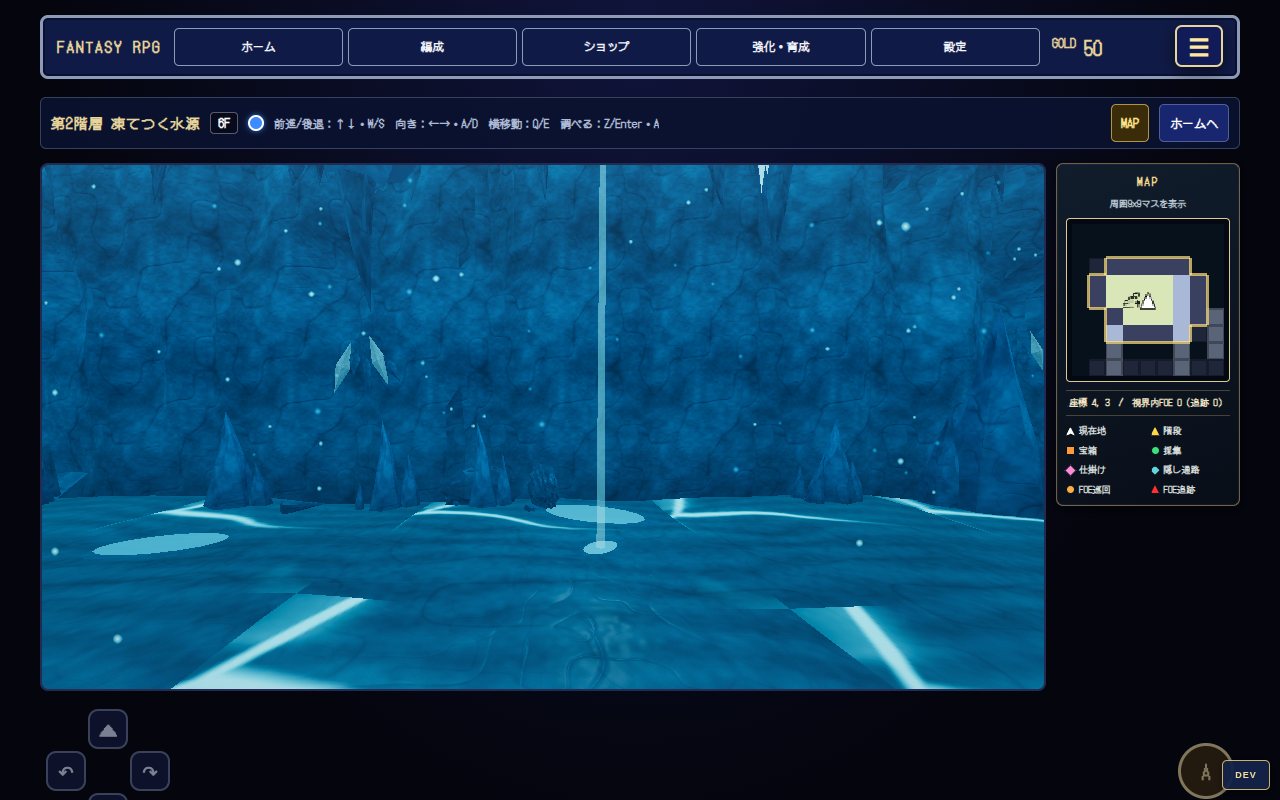 FANTASY RPG
ホーム
編成
ショップ
強化・育成
設定
GOLD 50
第2階層 凍てつく水源
6F
前進/後退：↑↓・W/S 向き：←→・A/D 横移動：Q/E 調べる：Z/Enter・A
MAP
ホームへ
MAP
周囲9x9マスを表示
座標 4, 3 / 視界内FOE 0（追跡 0）
現在地
階段
宝箱
採集
仕掛け
隠し通路
FOE巡回
FOE追跡
A
DEV